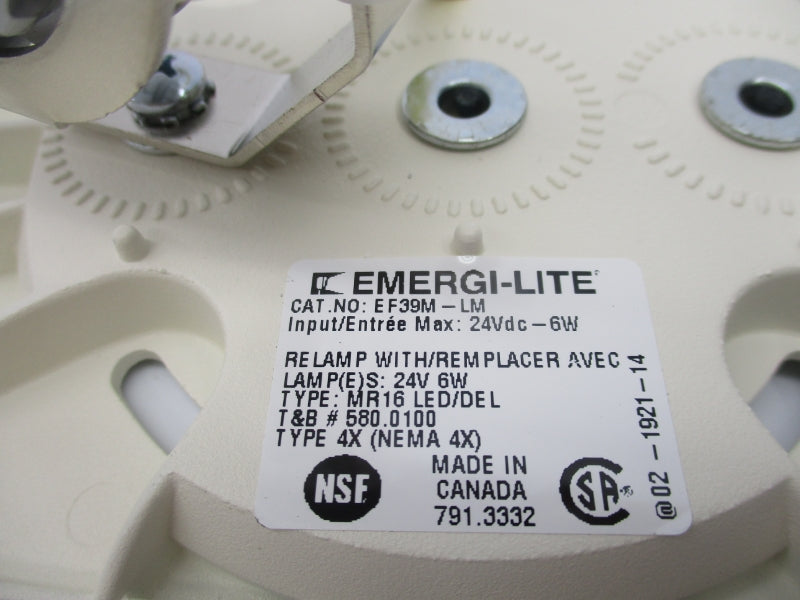 EMERGI-LITE
CAT.NO: EF39M-LM
Input/Entrée Max: 24Vdc-6W
RELAMP WITH/REMPLACER AVEC
LAMP(E)S: 24V 6W
TYPE: MR16 LED/DEL
T&B # 580.0100
TYPE 4X (NEMA 4X)
NSF
MADE IN
CANADA
791.3332
SA
@02-1921-14